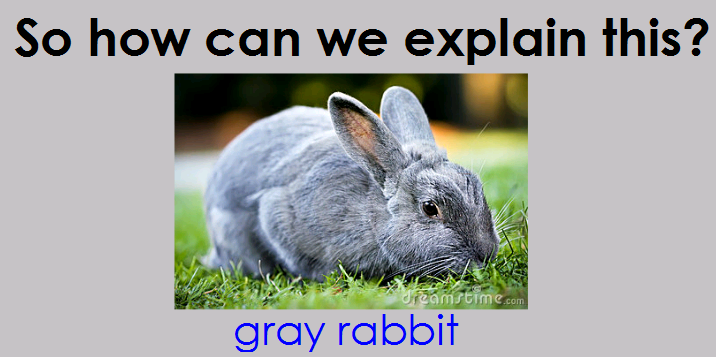 So how can we explain this?
dreamstime.com
gray rabbit